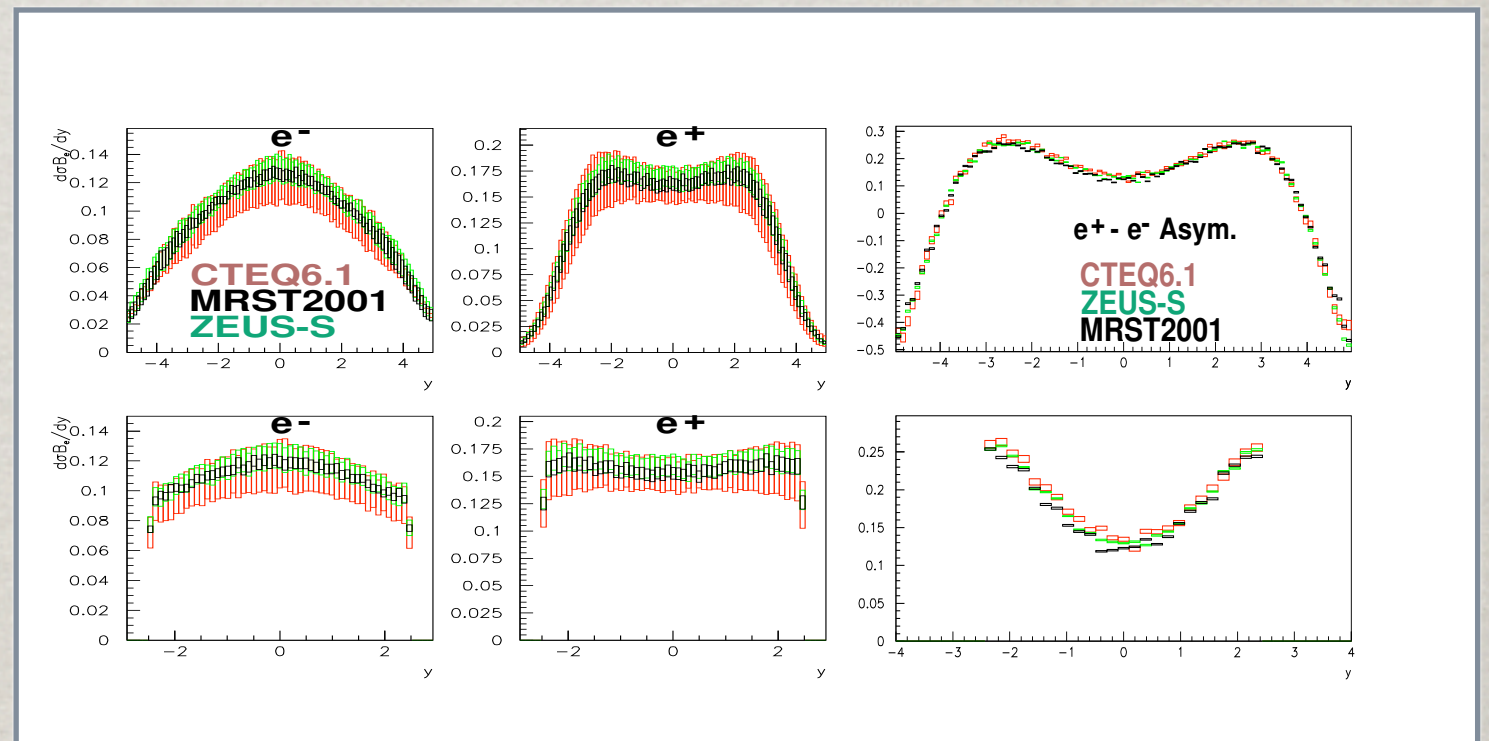 e-
dσBₑ/dy
0.14
0.12
0.1
0.08
0.06
0.04
0.02
0
CTEQ6.1
MRST2001
ZEUS-S
−4 −2 0 2 4
y
e+
0.2
0.175
0.15
0.125
0.1
0.075
0.05
0.025
0
−4 −2 0 2 4
y
0.3
0.2
0.1
0
−0.1
−0.2
−0.3
−0.4
−0.5
e+ - e- Asym.
CTEQ6.1
ZEUS-S
MRST2001
−4 −3 −2 −1 0 1 2 3 4
y
e-
dσBₑ/dy
0.14
0.12
0.1
0.08
0.06
0.04
0.02
0
−2 0 2
y
e+
0.2
0.175
0.15
0.125
0.1
0.075
0.05
0.025
0
−2 0 2
y
0.25
0.2
0.15
0.1
0.05
0
−4 −3 −2 −1 0 1 2 3 4
y